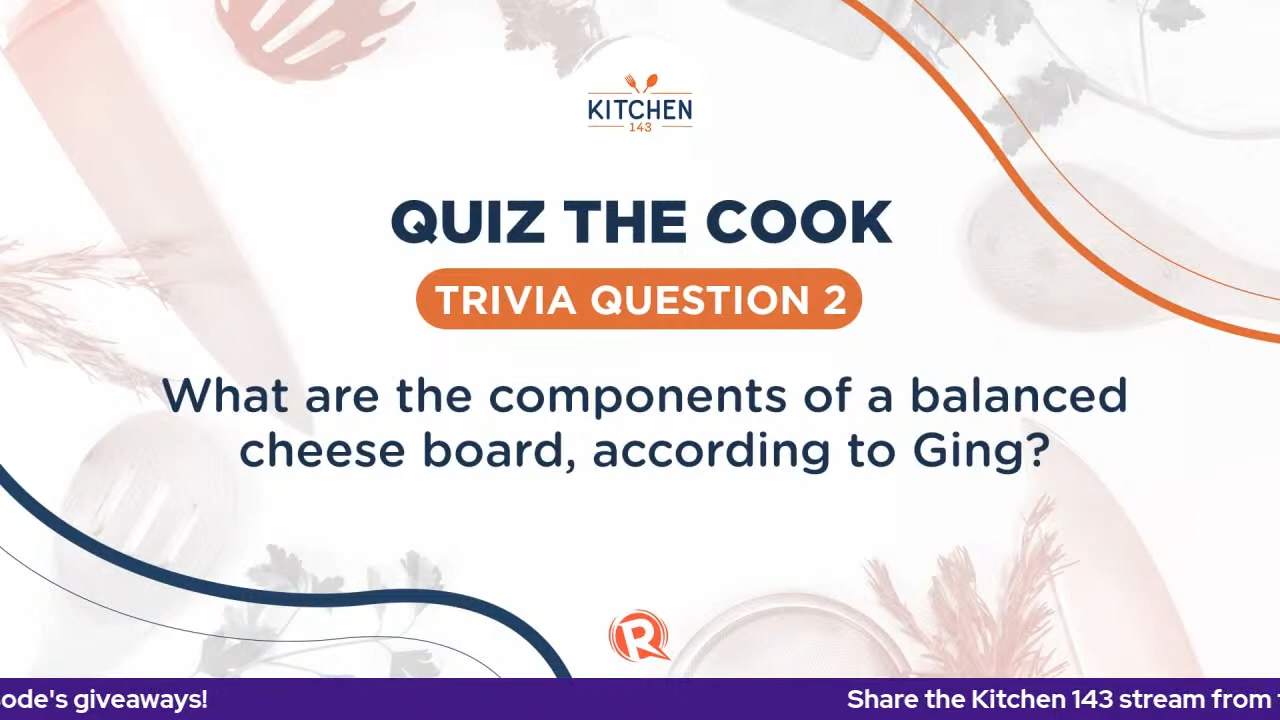 KITCHEN
143
QUIZ THE COOK
TRIVIA QUESTION 2
What are the components of a balanced
cheese board, according to Ging?
R
ode's giveaways! Share the Kitchen 143 stream from